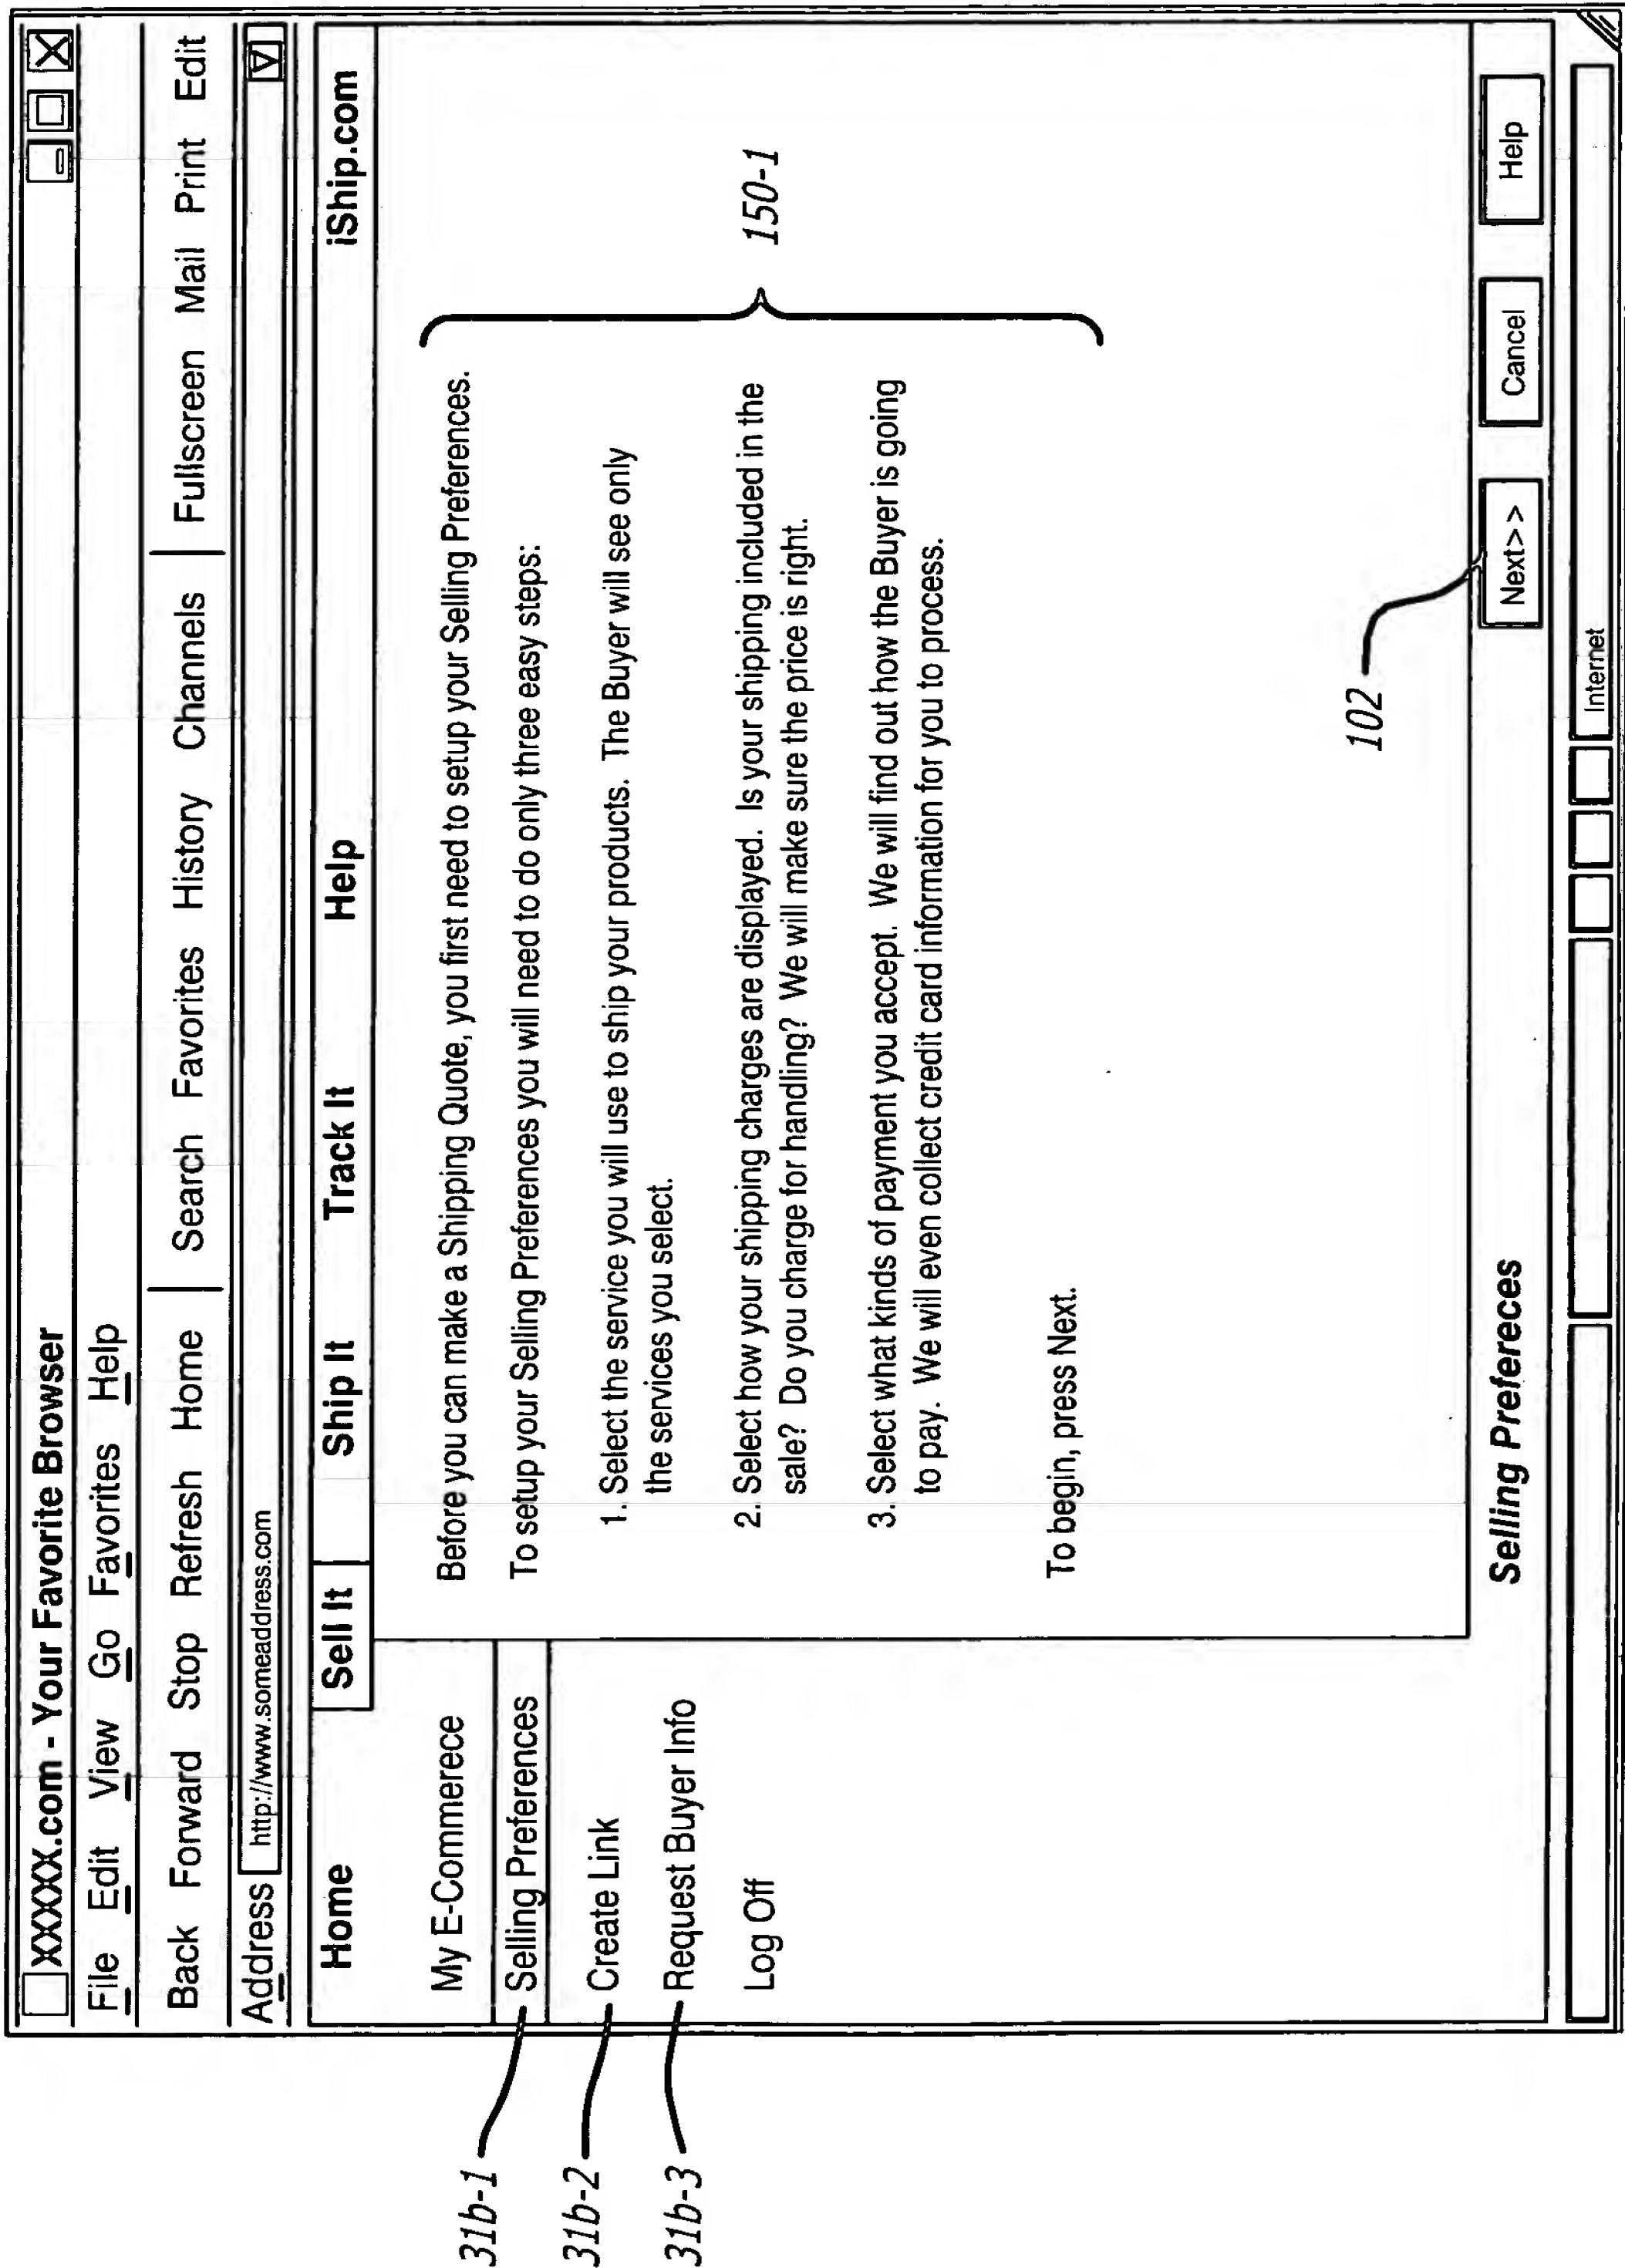 XXXXX.com - Your Favorite Browser
File Edit View Go Favorites Help
Back Forward Stop Refresh Home | Search Favorites History Channels | Fullscreen Mail Print Edit
Address http://www.someaddress.com
Home Sell It Ship It Track It Help iShip.com
My E-Commerece
Selling Preferences
Create Link
Request Buyer Info
Log Off
31b-1
31b-2
31b-3
Before you can make a Shipping Quote, you first need to setup your Selling Preferences.
To setup your Selling Preferences you will need to do only three easy steps:
1. Select the service you will use to ship your products. The Buyer will see only
the services you select.
2. Select how your shipping charges are displayed. Is your shipping included in the
sale? Do you charge for handling? We will make sure the price is right.
3. Select what kinds of payment you accept. We will find out how the Buyer is going
to pay. We will even collect credit card information for you to process.
To begin, press Next.
150-1
102
Selling Prefereces
Next>> Cancel Help
Internet